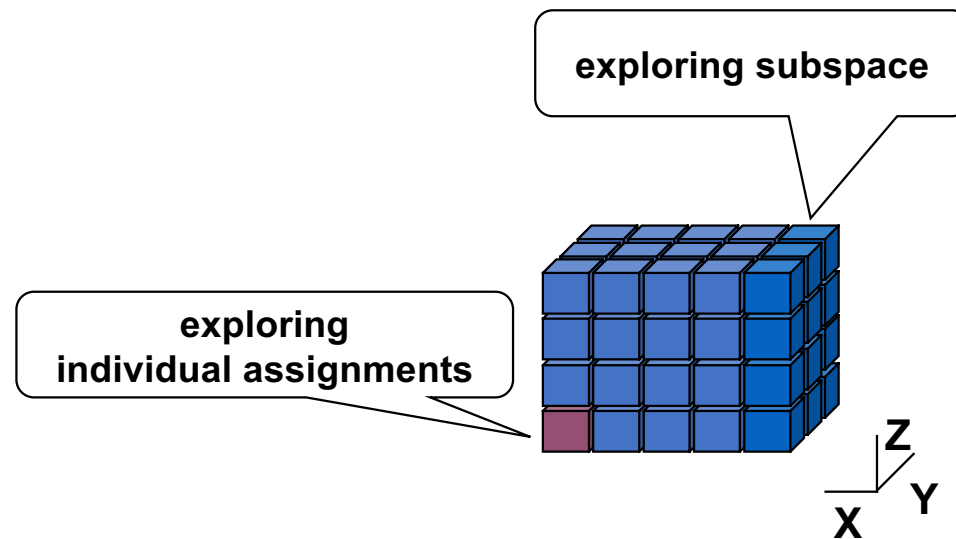 exploring subspace
exploring
individual assignments
Z
Y
X